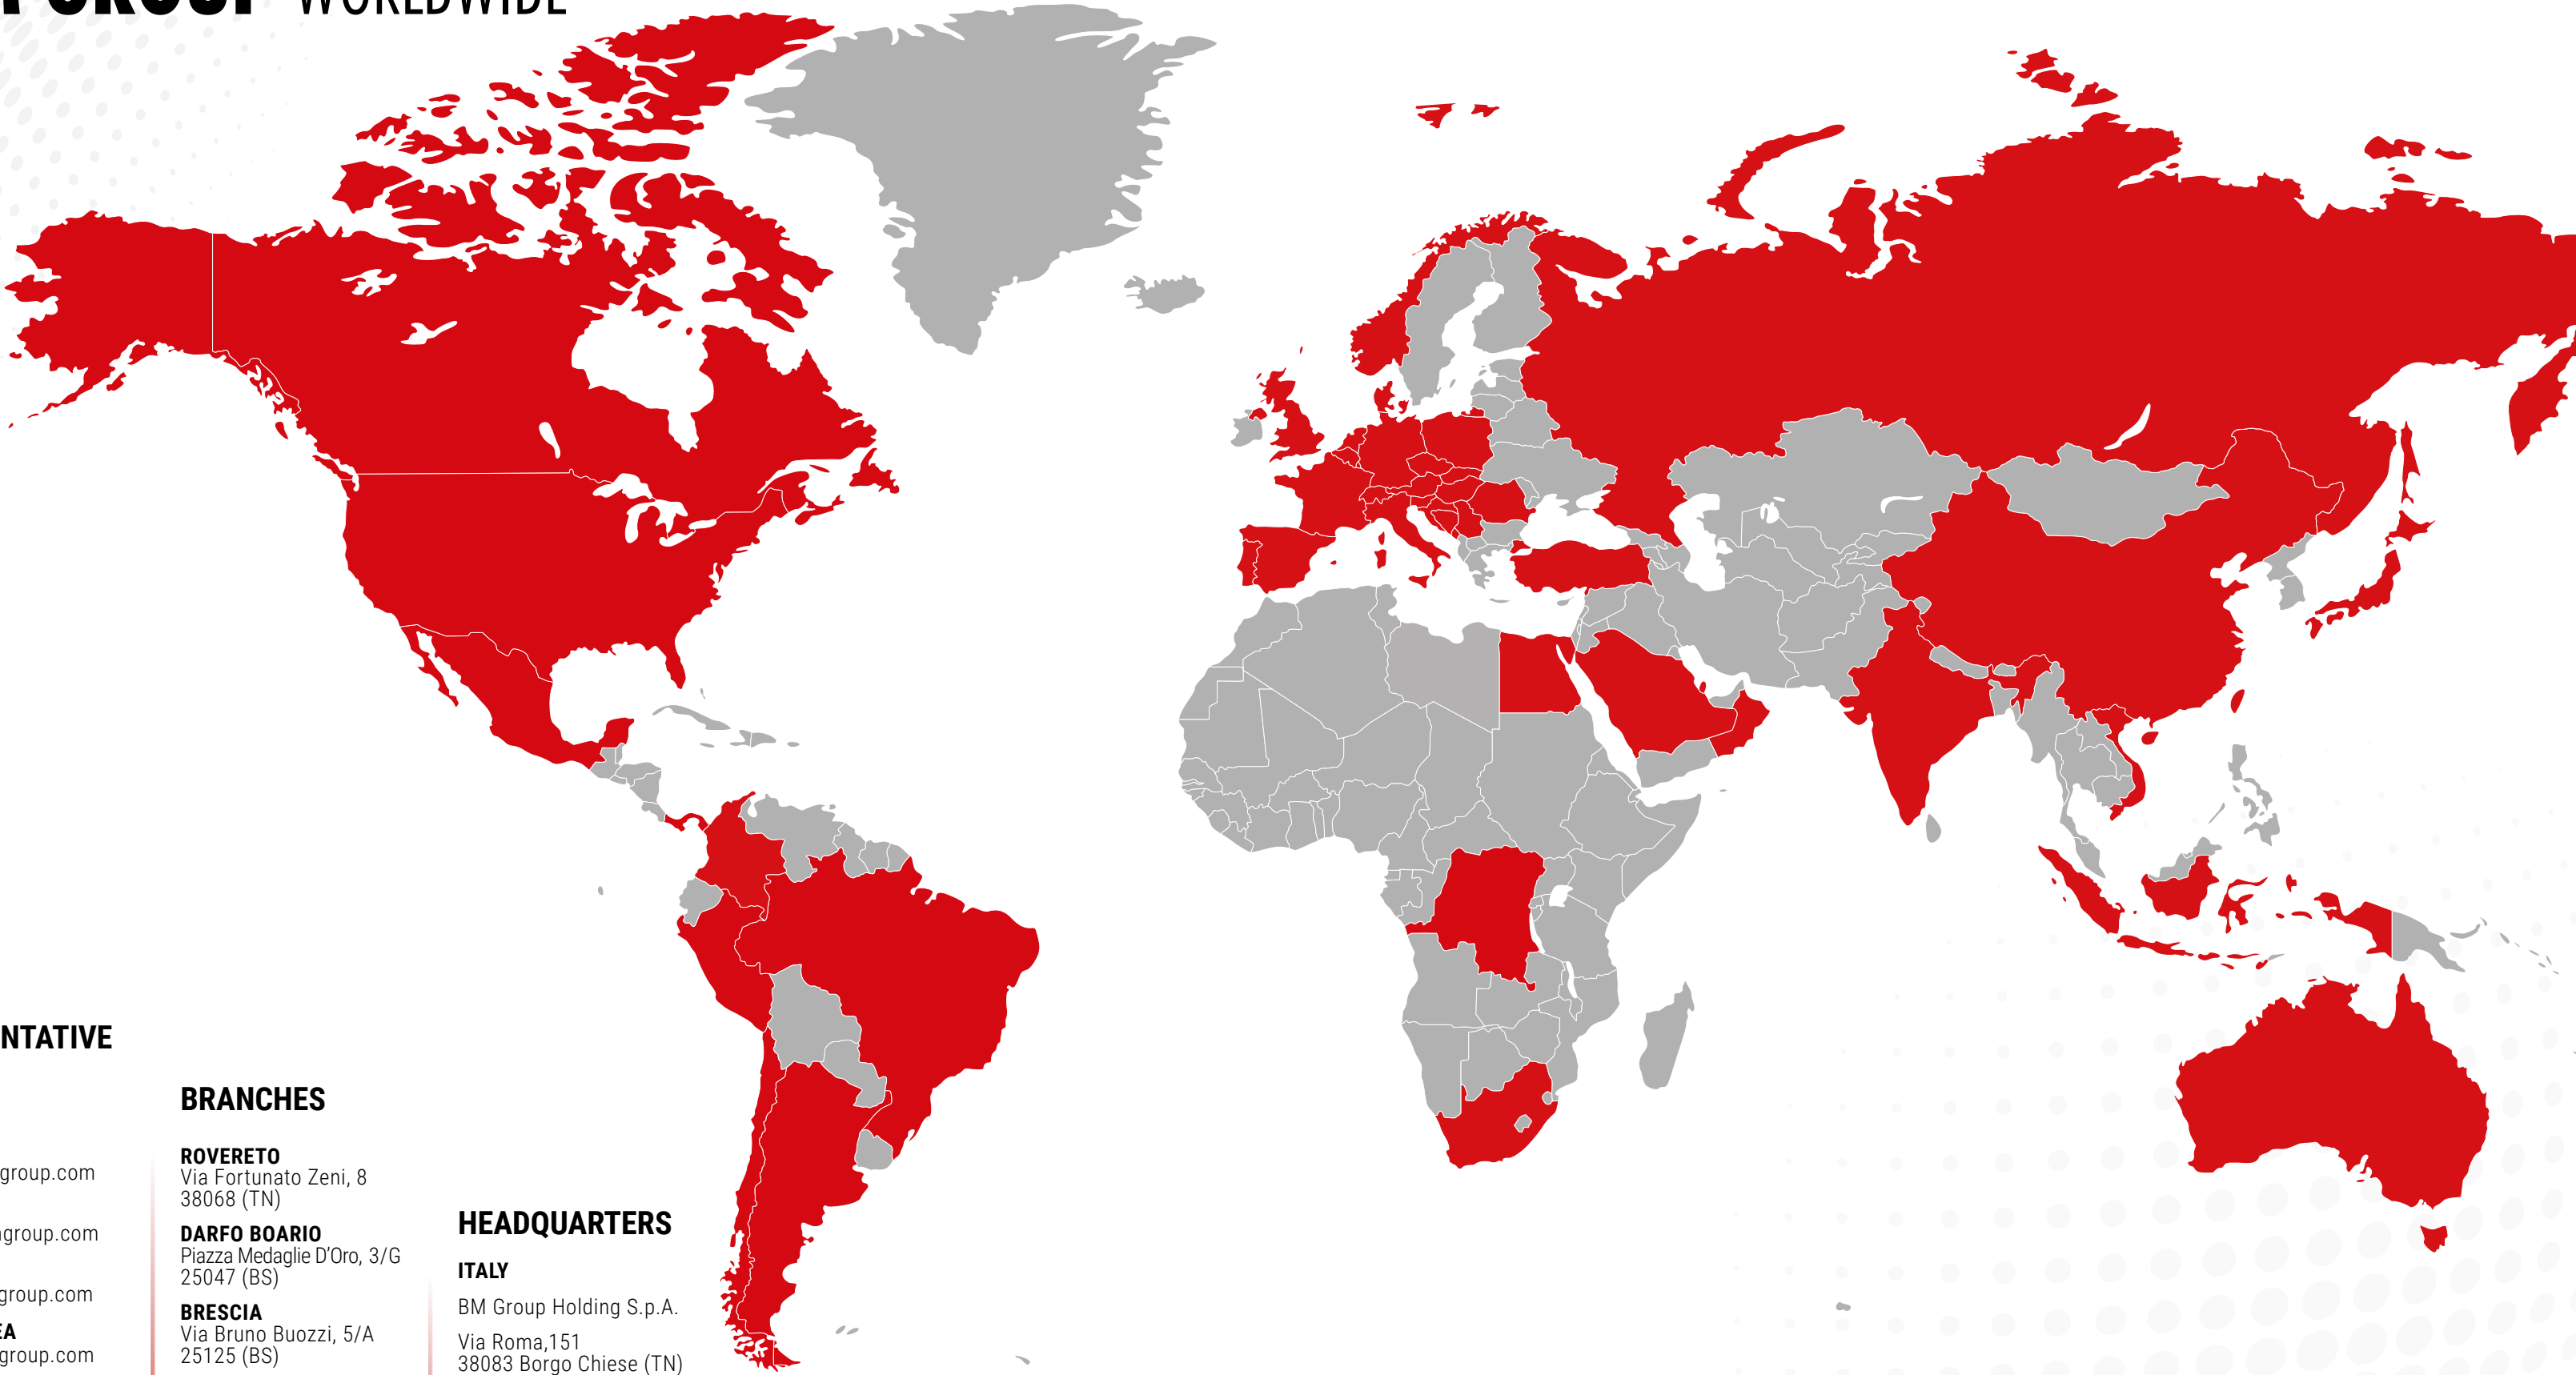 WORLDWIDE
NTATIVE
group.com
group.com
group.com
EA
group.com
BRANCHES
ROVERETO
Via Fortunato Zeni, 8
38068 (TN)
DARFO BOARIO
Piazza Medaglie D’Oro, 3/G
25047 (BS)
BRESCIA
Via Bruno Buozzi, 5/A
25125 (BS)
HEADQUARTERS
ITALY
BM Group Holding S.p.A.
Via Roma,151
38083 Borgo Chiese (TN)